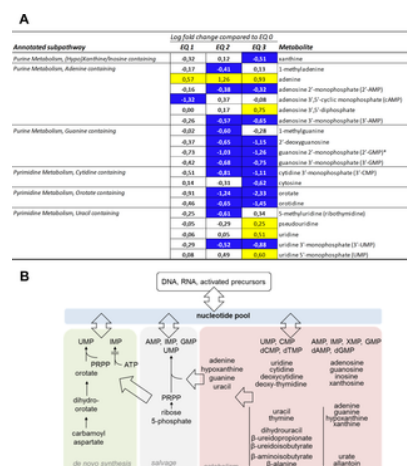 A
Log fold change compared to EQ 0
Annotated subpathway EQ 1 EQ 2 EQ 3 Metabolite
Purine Metabolism, (Hypo)Xanthine/Inosine containing -0,32 0,12 -0,51 xanthine
Purine Metabolism, Adenine containing -0,17 -0,41 0,53 1-methyladenine
0,57 1,26 0,93 adenine
-0,16 -0,38 -0,32 adenosine 2'-monophosphate (2'-AMP)
-1,32 0,37 -0,08 adenosine 3',5'-cyclic monophosphate (cAMP)
0,00 0,17 0,75 adenosine 3',5'-diphosphate
-0,26 -0,57 -0,65 adenosine 3'-monophosphate (3'-AMP)
Purine Metabolism, Guanine containing -0,02 -0,60 -0,28 1-methylguanine
-0,37 -0,65 -1,15 2'-deoxyguanosine
-0,73 -1,03 -1,26 guanosine 2'-monophosphate (2'-GMP)*
-0,42 -0,68 -0,75 guanosine 3'-monophosphate (3'-GMP)
Pyrimidine Metabolism, Cytidine containing -0,51 -0,81 -1,11 cytidine 3'-monophosphate (3'-CMP)
0,14 -0,31 -0,62 cytosine
Pyrimidine Metabolism, Orotate containing -0,91 -1,24 -2,33 orotate
-0,46 -0,65 -1,45 orotidine
Pyrimidine Metabolism, Uracil containing -0,25 -0,61 0,34 5-methyluridine (ribothymidine)
-0,05 -0,29 0,25 pseudouridine
-0,06 0,05 0,51 uridine
-0,29 -0,52 -0,88 uridine 3'-monophosphate (3'-UMP)
0,08 0,49 0,60 uridine 5'-monophosphate (UMP)
B
DNA, RNA, activated precursors
nucleotide pool
UMP IMP
PRPP ATP
orotate
dihydro-
orotate
carbamoyl
aspartate
de novo synthesis
AMP, IMP, GMP
UMP
PRPP
ribose
5-phosphate
salvage
adenine
hypoxanthine
guanine
uracil
UMP, CMP
dCMP, dTMP
uridine
cytidine
deoxycytidine
deoxy-thymidine
uracil
thymine
dihydrouracil
β-ureidopropionate
β-ureidoisobutyrate
β-aminoisobutyrate
β-alanine
AMP, IMP, XMP, GMP
dAMP, dGMP
adenosine
guanosine
inosine
xanthosine
adenine
guanine
hypoxanthine
xanthine
urate
allantoin